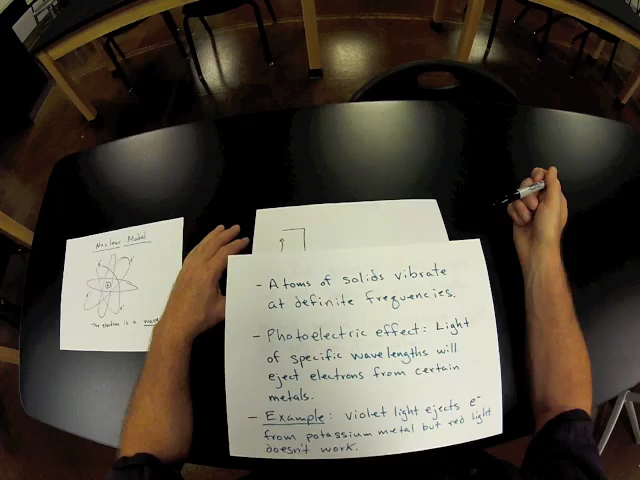 Nuclear Model
The electron is a wave
- Atoms of solids vibrate
at definite frequencies.
- Photoelectric effect: Light
of specific wavelengths will
eject electrons from certain
metals.
- Example: violet light ejects e⁻
from potassium metal but red light
doesn't work.